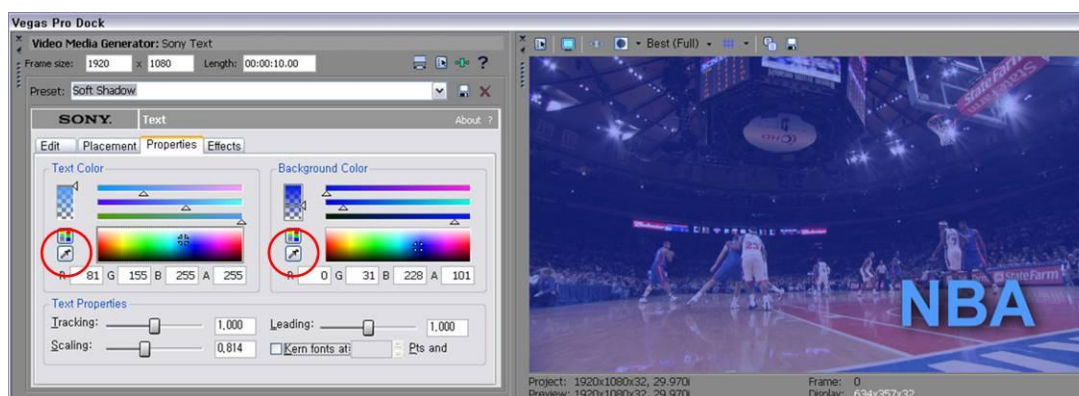 Vegas Pro Dock
Video Media Generator: Sony Text
Frame size: 1920 x 1080 Length: 00:00:10.00 ?
Preset: Soft Shadow
SONY. Text About ?
Edit Placement Properties Effects
Text Color
R 81 G 155 B 255 A 255
Background Color
R 0 G 31 B 228 A 101
Text Properties
Tracking: 1,000 Leading: 1,000
Scaling: 0,814 Kern fonts at: Pts and
Best (Full)
State Farm
23
StateFarm
NBA
Project: 1920x1080x32, 29.970i Frame: 0
Preview: 1920x1080x32, 29.970i Display: 634x357x32